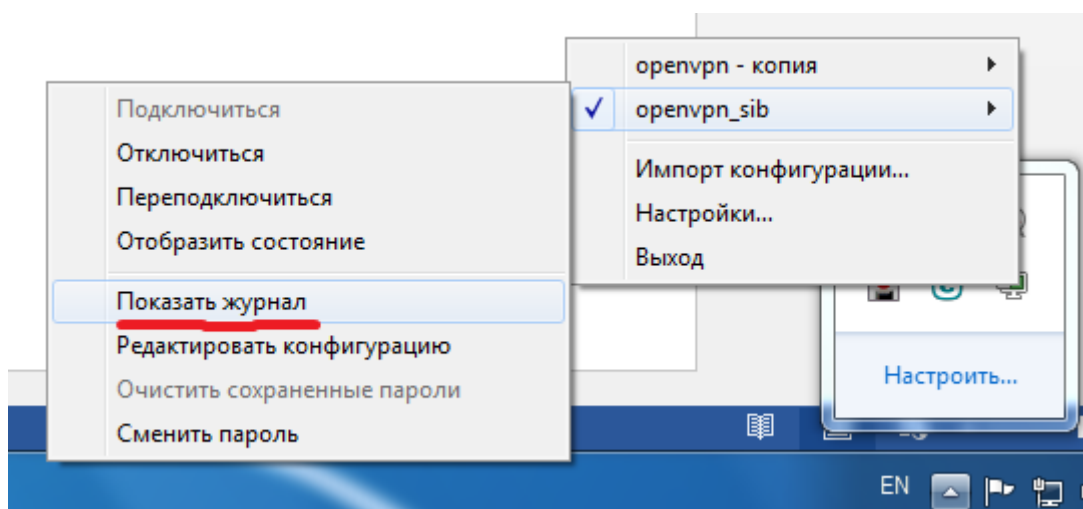 openvpn - копия
openvpn_sib
Импорт конфигурации...
Настройки...
Выход
Подключиться
Отключиться
Переподключиться
Отобразить состояние
Показать журнал
Редактировать конфигурацию
Очистить сохраненные пароли
Сменить пароль
Настроить...
EN